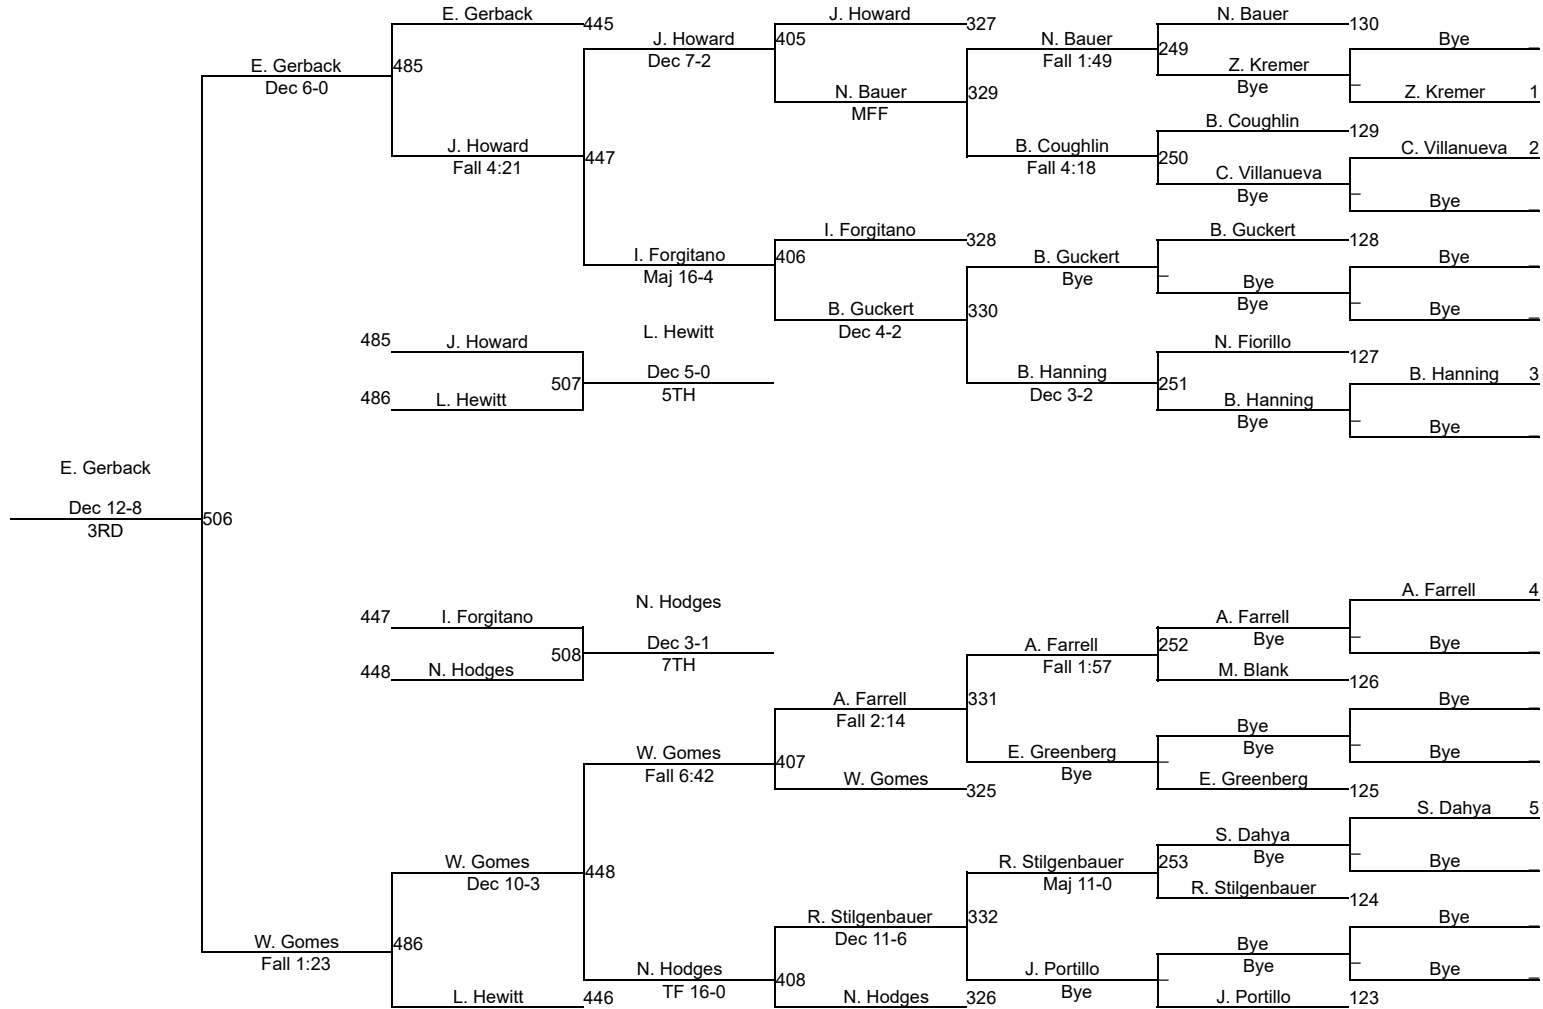 E. Gerback
445
J. Howard
327
N. Bauer
130
485
J. Howard
Dec 7-2
405
N. Bauer
Fall 1:49
249
Bye
_
E. Gerback
Dec 6-0
Z. Kremer
Bye
_
N. Bauer
MFF
329
Z. Kremer 1
J. Howard
Fall 4:21
447
B. Coughlin
Fall 4:18
250
B. Coughlin
129
C. Villanueva 2
C. Villanueva
Bye
_
Bye _
I. Forgitano
Maj 16-4
406
I. Forgitano
328
B. Guckert
Bye
_
B. Guckert
128
Bye _
Bye
Bye
_
B. Guckert
Dec 4-2
330
Bye _
485
J. Howard
L. Hewitt
507
Dec 5-0
5TH
486
L. Hewitt
B. Hanning
Dec 3-2
251
N. Fiorillo
127
B. Hanning 3
B. Hanning
Bye
_
Bye _
E. Gerback
Dec 12-8
3RD
506
447
I. Forgitano
N. Hodges
508
Dec 3-1
7TH
448
N. Hodges
A. Farrell
Fall 1:57
252
A. Farrell
Bye
_
A. Farrell 4
Bye _
M. Blank
126
A. Farrell
Fall 2:14
331
Bye _
W. Gomes
Fall 6:42
407
E. Greenberg
Bye
_
Bye
Bye
_
Bye _
W. Gomes
325
E. Greenberg
125
S. Dahya 5
W. Gomes
Dec 10-3
448
R. Stilgenbauer
Maj 11-0
253
S. Dahya
Bye
_
Bye _
R. Stilgenbauer
124
R. Stilgenbauer
Dec 11-6
332
Bye _
W. Gomes
Fall 1:23
486
N. Hodges
TF 16-0
408
J. Portillo
Bye
_
Bye
Bye
_
Bye _
L. Hewitt
446
N. Hodges
326
J. Portillo
123